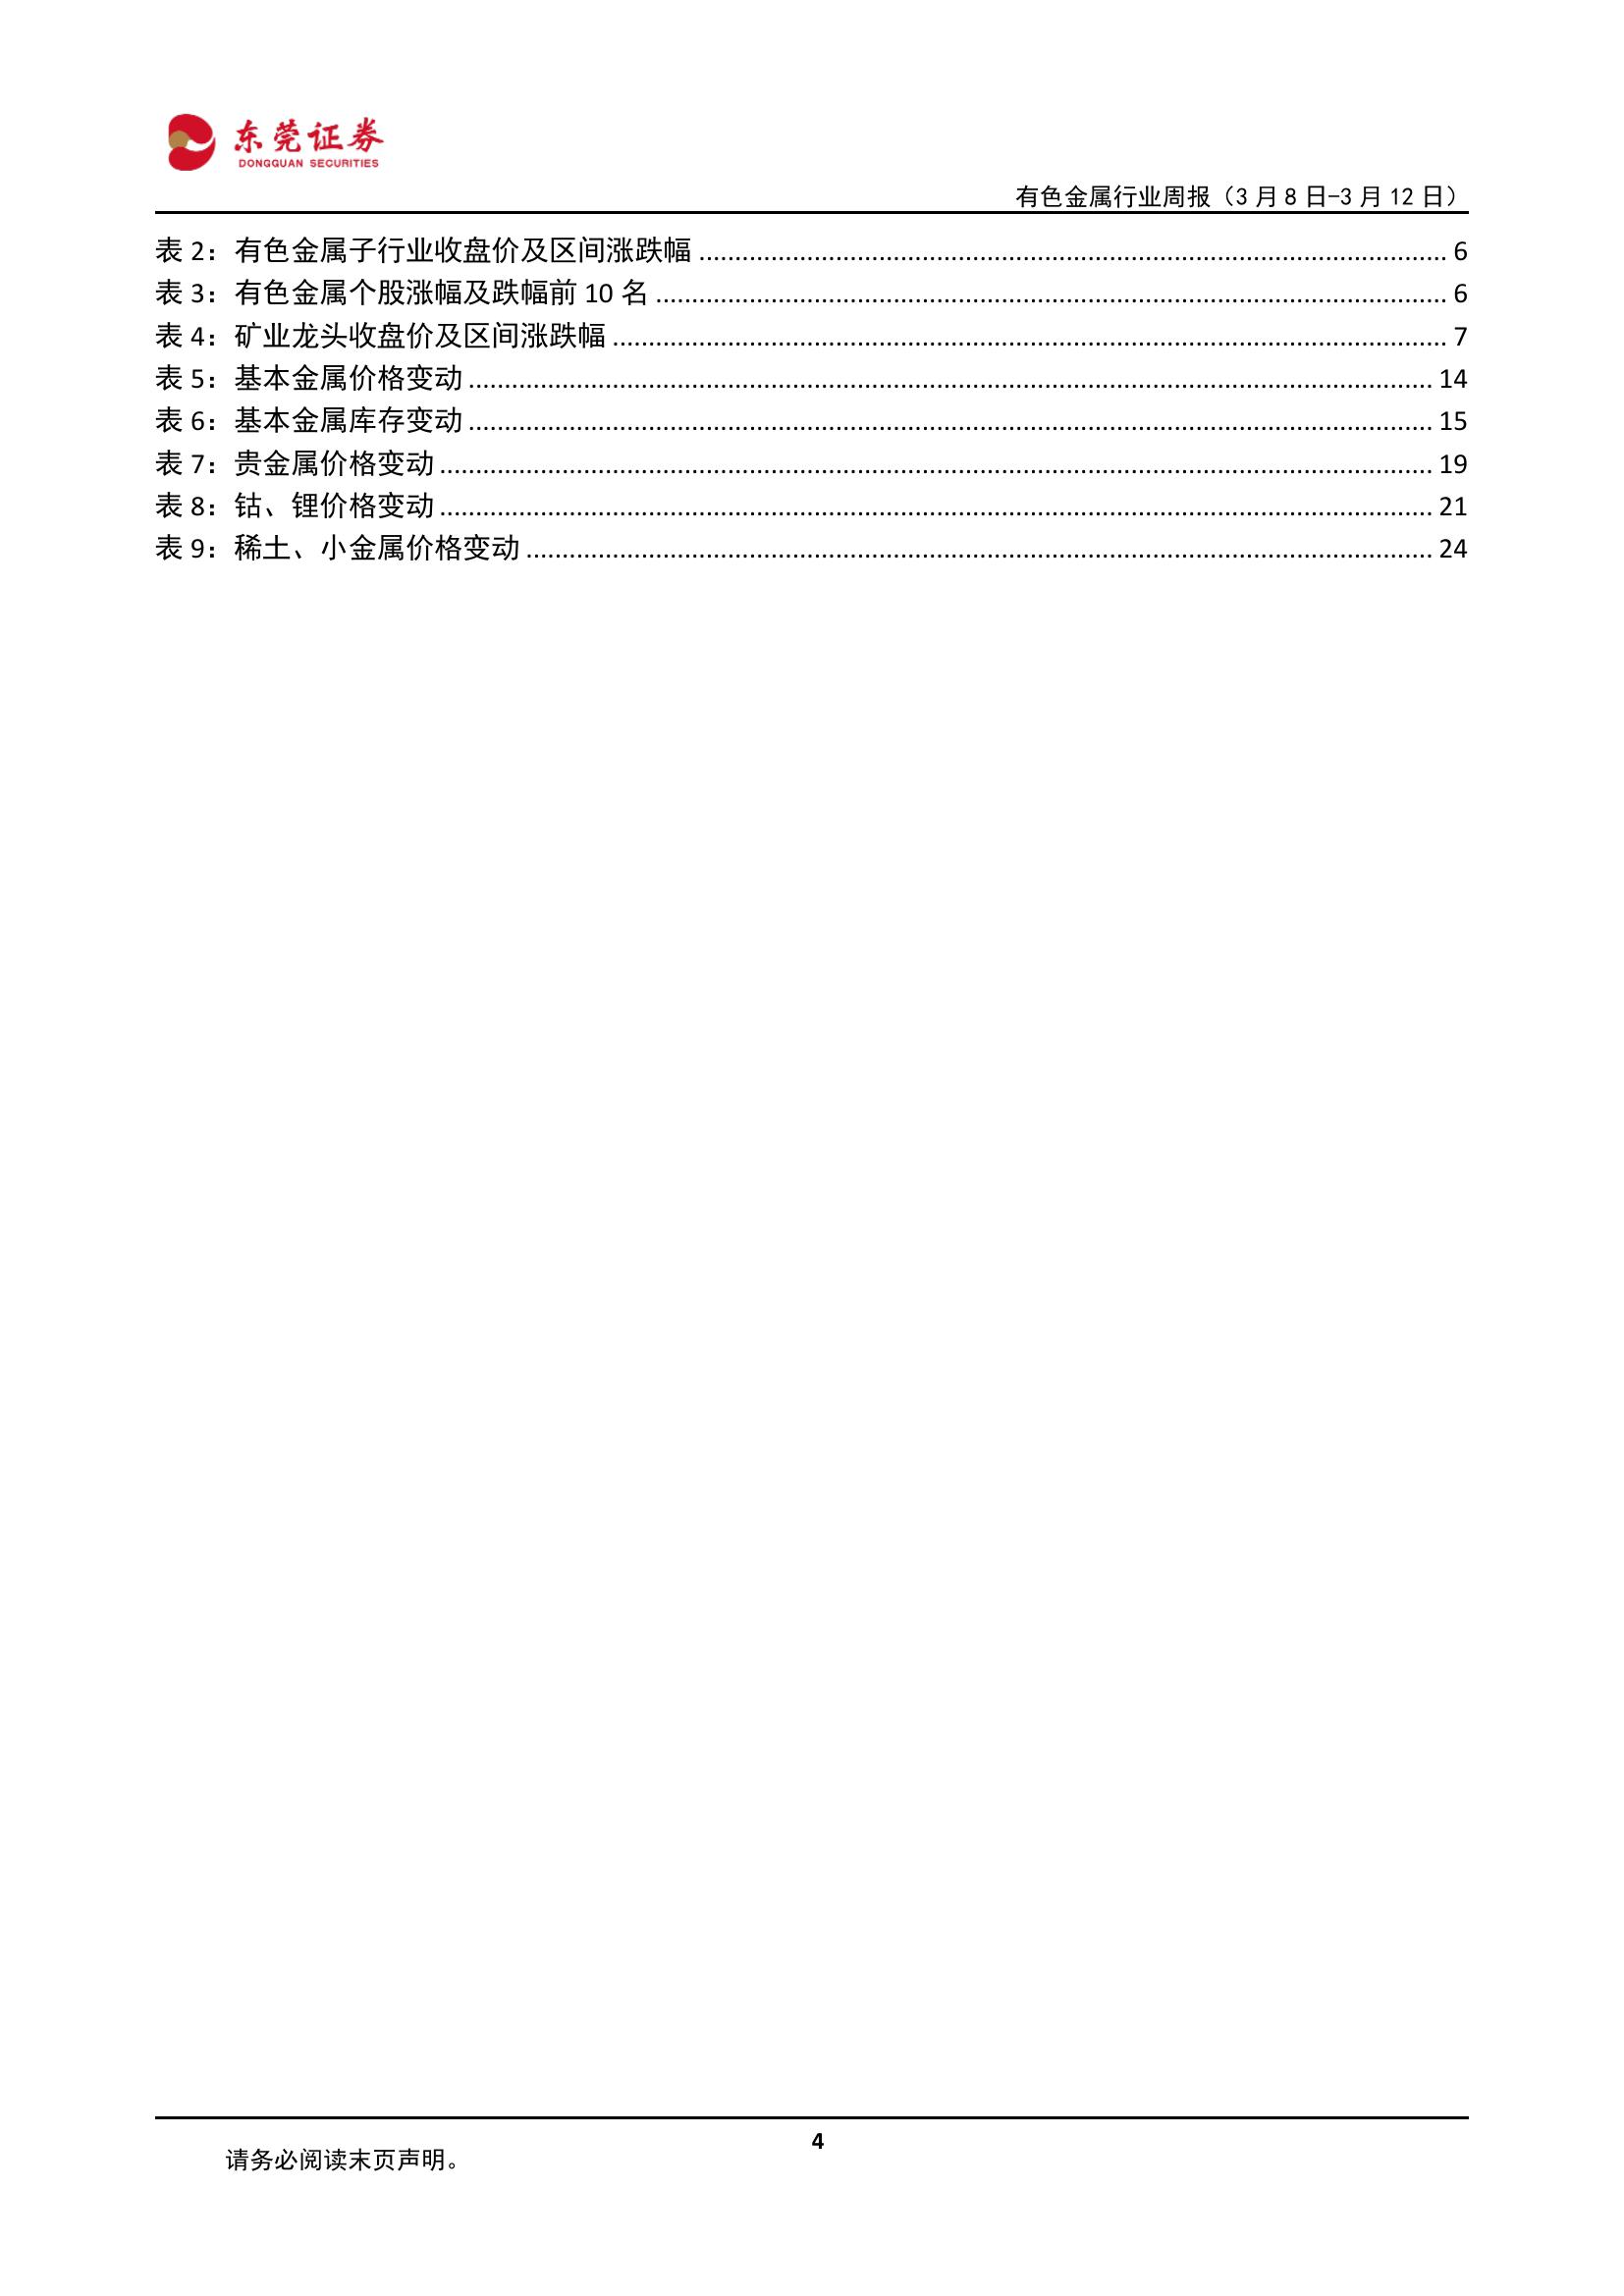 东莞证券
DONGGUAN SECURITIES
有色金属行业周报（3 月 8 日-3 月 12 日）
表 2：有色金属子行业收盘价及区间涨跌幅 ........................................................................................................ 6
表 3：有色金属个股涨幅及跌幅前 10 名 .............................................................................................................. 6
表 4：矿业龙头收盘价及区间涨跌幅 .................................................................................................................... 7
表 5：基本金属价格变动 ...................................................................................................................................... 14
表 6：基本金属库存变动 ...................................................................................................................................... 15
表 7：贵金属价格变动 .......................................................................................................................................... 19
表 8：钴、锂价格变动 .......................................................................................................................................... 21
表 9：稀土、小金属价格变动 .............................................................................................................................. 24
4
请务必阅读末页声明。